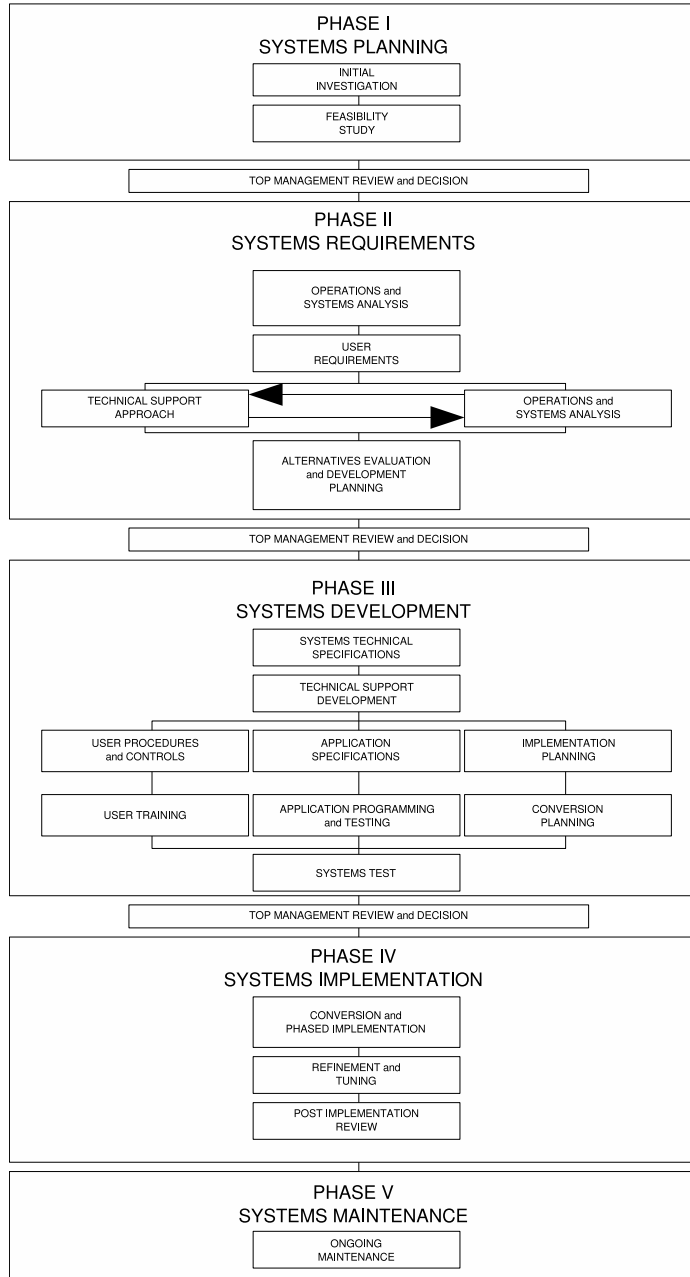 PHASE I
SYSTEMS PLANNING
INITIAL
INVESTIGATION
FEASIBILITY
STUDY
TOP MANAGEMENT REVIEW and DECISION
PHASE II
SYSTEMS REQUIREMENTS
OPERATIONS and
SYSTEMS ANALYSIS
USER
REQUIREMENTS
TECHNICAL SUPPORT
APPROACH
OPERATIONS and
SYSTEMS ANALYSIS
ALTERNATIVES EVALUATION
and DEVELOPMENT
PLANNING
TOP MANAGEMENT REVIEW and DECISION
PHASE III
SYSTEMS DEVELOPMENT
SYSTEMS TECHNICAL
SPECIFICATIONS
TECHNICAL SUPPORT
DEVELOPMENT
USER PROCEDURES
and CONTROLS
APPLICATION
SPECIFICATIONS
IMPLEMENTATION
PLANNING
USER TRAINING
APPLICATION PROGRAMMING
and TESTING
CONVERSION
PLANNING
SYSTEMS TEST
TOP MANAGEMENT REVIEW and DECISION
PHASE IV
SYSTEMS IMPLEMENTATION
CONVERSION and
PHASED IMPLEMENTATION
REFINEMENT and
TUNING
POST IMPLEMENTATION
REVIEW
PHASE V
SYSTEMS MAINTENANCE
ONGOING
MAINTENANCE